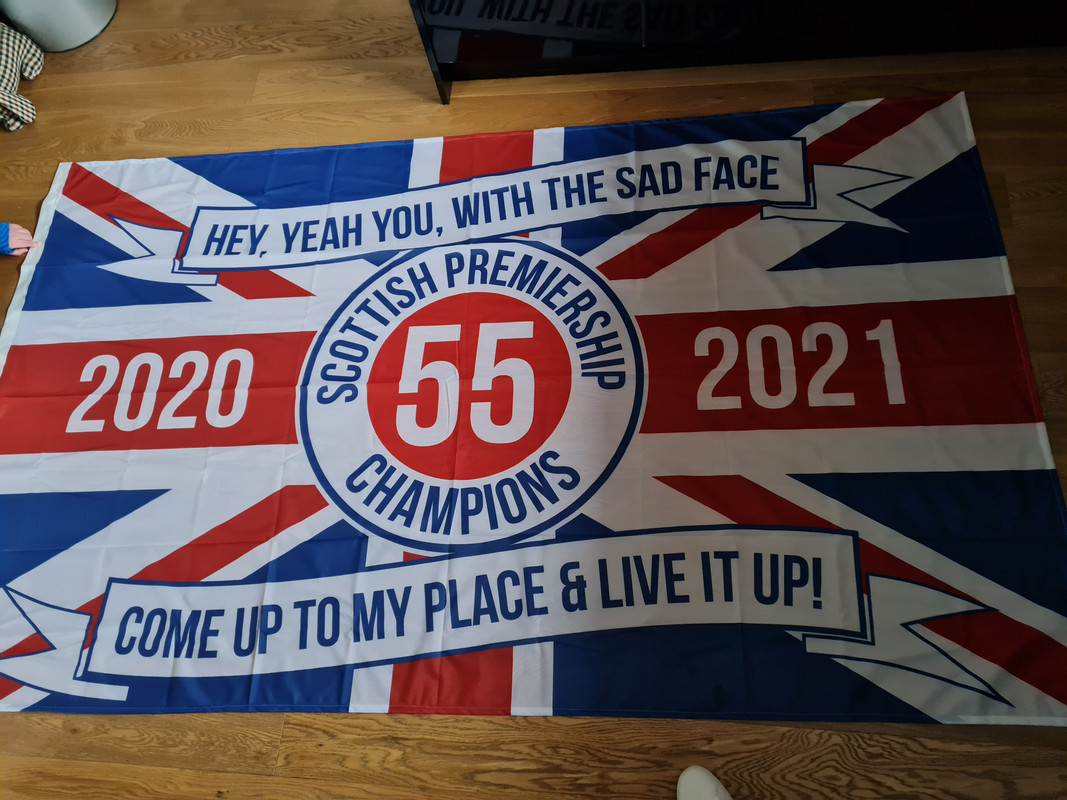 HEY, YEAH YOU, WITH THE SAD FACE
SCOTTISH PREMIERSHIP
2020
55
2021
CHAMPIONS
COME UP TO MY PLACE & LIVE IT UP!